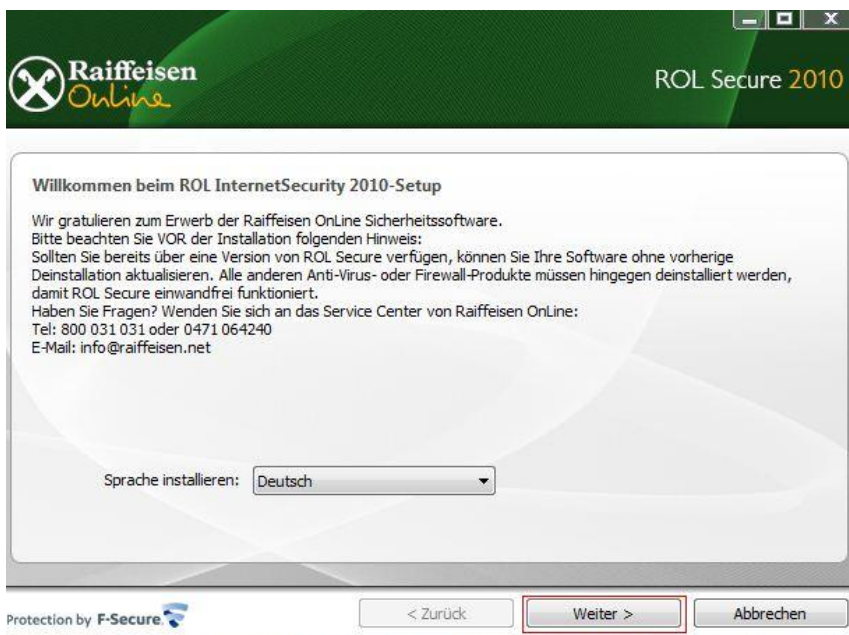 Raiffeisen
OnLine
ROL Secure 2010
Willkommen beim ROL InternetSecurity 2010-Setup
Wir gratulieren zum Erwerb der Raiffeisen OnLine Sicherheitssoftware.
Bitte beachten Sie VOR der Installation folgenden Hinweis:
Sollten Sie bereits über eine Version von ROL Secure verfügen, können Sie Ihre Software ohne vorherige
Deinstallation aktualisieren. Alle anderen Anti-Virus- oder Firewall-Produkte müssen hingegen deinstalliert werden,
damit ROL Secure einwandfrei funktioniert.
Haben Sie Fragen? Wenden Sie sich an das Service Center von Raiffeisen OnLine:
Tel: 800 031 031 oder 0471 064240
E-Mail: info@raiffeisen.net
Sprache installieren: Deutsch
Protection by F-Secure.
< Zurück
Weiter >
Abbrechen